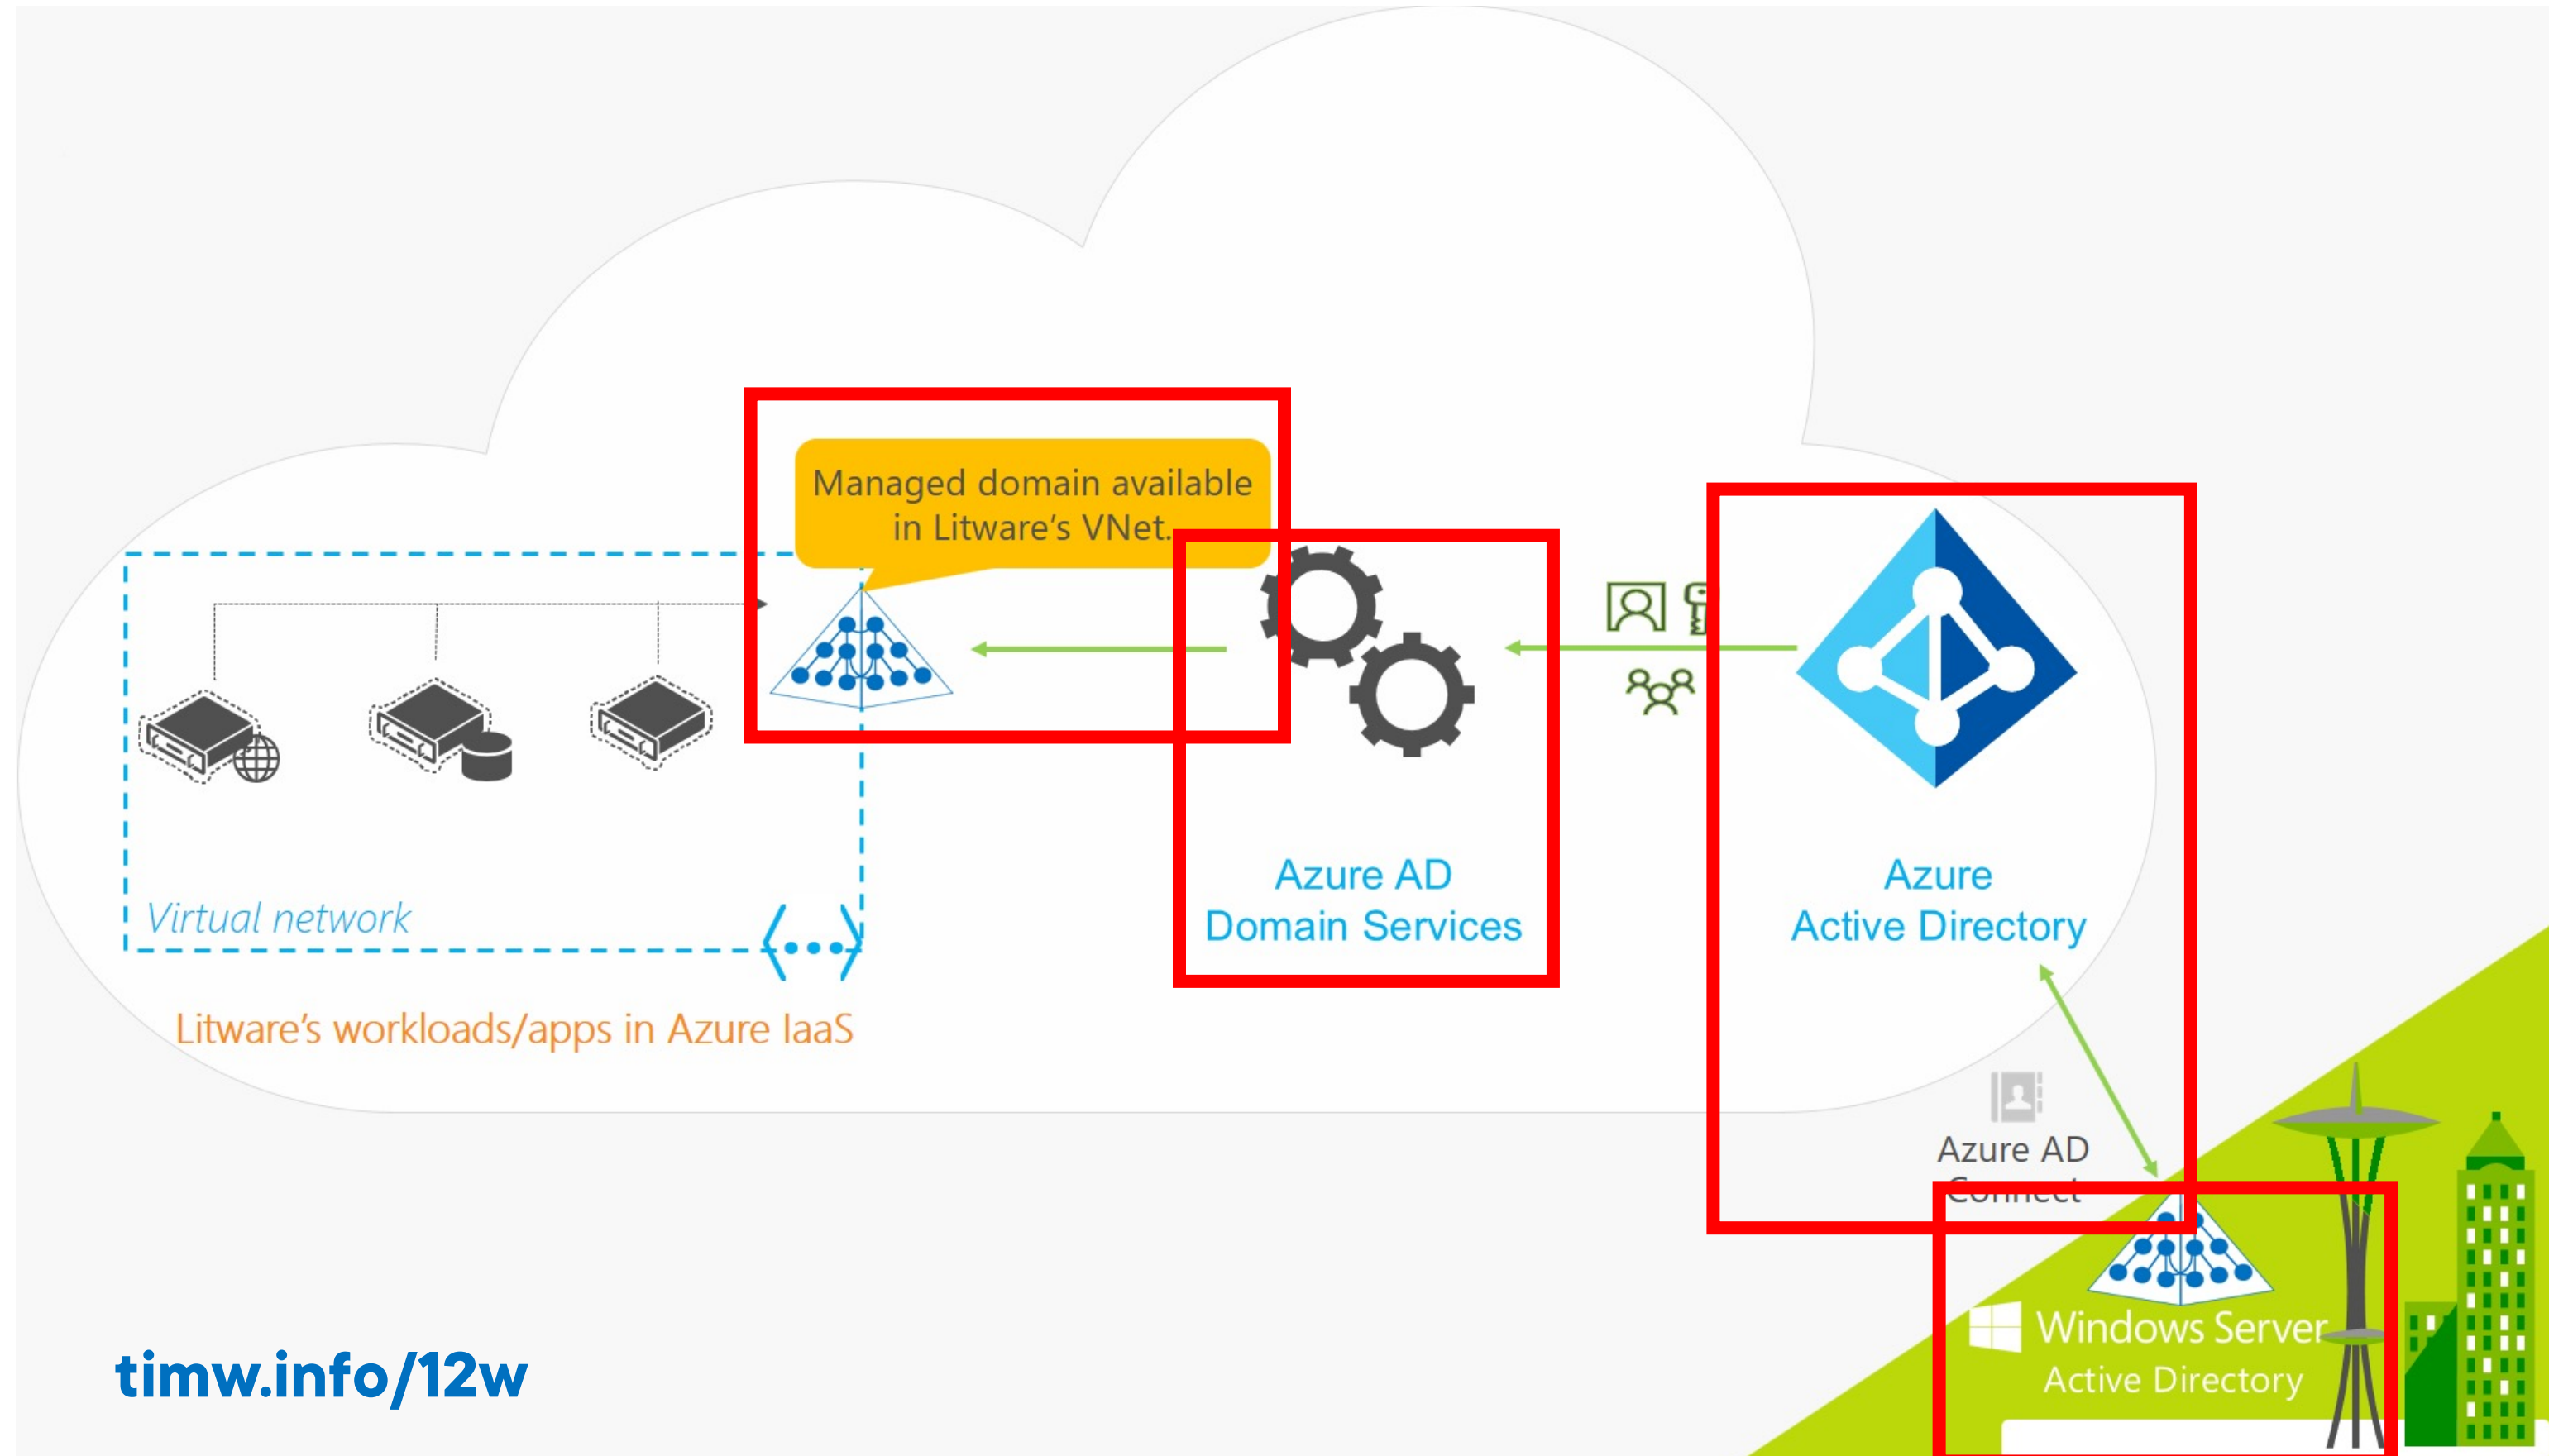 Managed domain available
in Litware's VNet.
Azure AD
Domain Services
Azure
Active Directory
Virtual network
Litware's workloads/apps in Azure IaaS
Azure AD
Connect
Windows Server
Active Directory
timw.info/12w